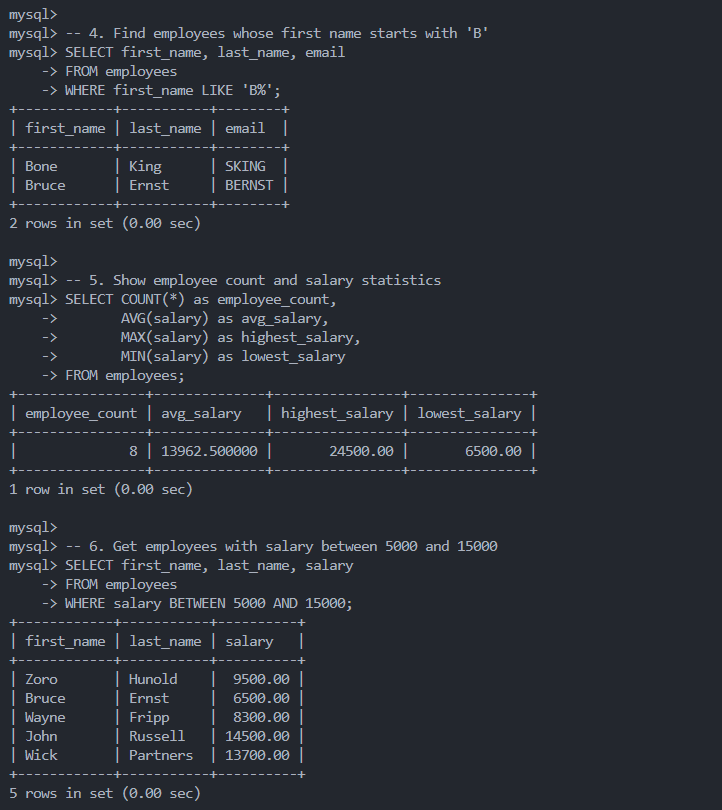 mysql>
mysql> -- 4. Find employees whose first name starts with 'B'
mysql> SELECT first_name, last_name, email
    -> FROM employees
    -> WHERE first_name LIKE 'B%';
+------------+-----------+--------+
| first_name | last_name | email  |
+------------+-----------+--------+
| Bone       | King      | SKING  |
| Bruce      | Ernst     | BERNST |
+------------+-----------+--------+
2 rows in set (0.00 sec)

mysql>
mysql> -- 5. Show employee count and salary statistics
mysql> SELECT COUNT(*) as employee_count,
    ->        AVG(salary) as avg_salary,
    ->        MAX(salary) as highest_salary,
    ->        MIN(salary) as lowest_salary
    -> FROM employees;
+----------------+--------------+----------------+---------------+
| employee_count | avg_salary   | highest_salary | lowest_salary |
+----------------+--------------+----------------+---------------+
|              8 | 13962.500000 |       24500.00 |       6500.00 |
+----------------+--------------+----------------+---------------+
1 row in set (0.00 sec)

mysql>
mysql> -- 6. Get employees with salary between 5000 and 15000
mysql> SELECT first_name, last_name, salary
    -> FROM employees
    -> WHERE salary BETWEEN 5000 AND 15000;
+------------+-----------+----------+
| first_name | last_name | salary   |
+------------+-----------+----------+
| Zoro       | Hunold    |  9500.00 |
| Bruce      | Ernst     |  6500.00 |
| Wayne      | Fripp     |  8300.00 |
| John       | Russell   | 14500.00 |
| Wick       | Partners  | 13700.00 |
+------------+-----------+----------+
5 rows in set (0.00 sec)